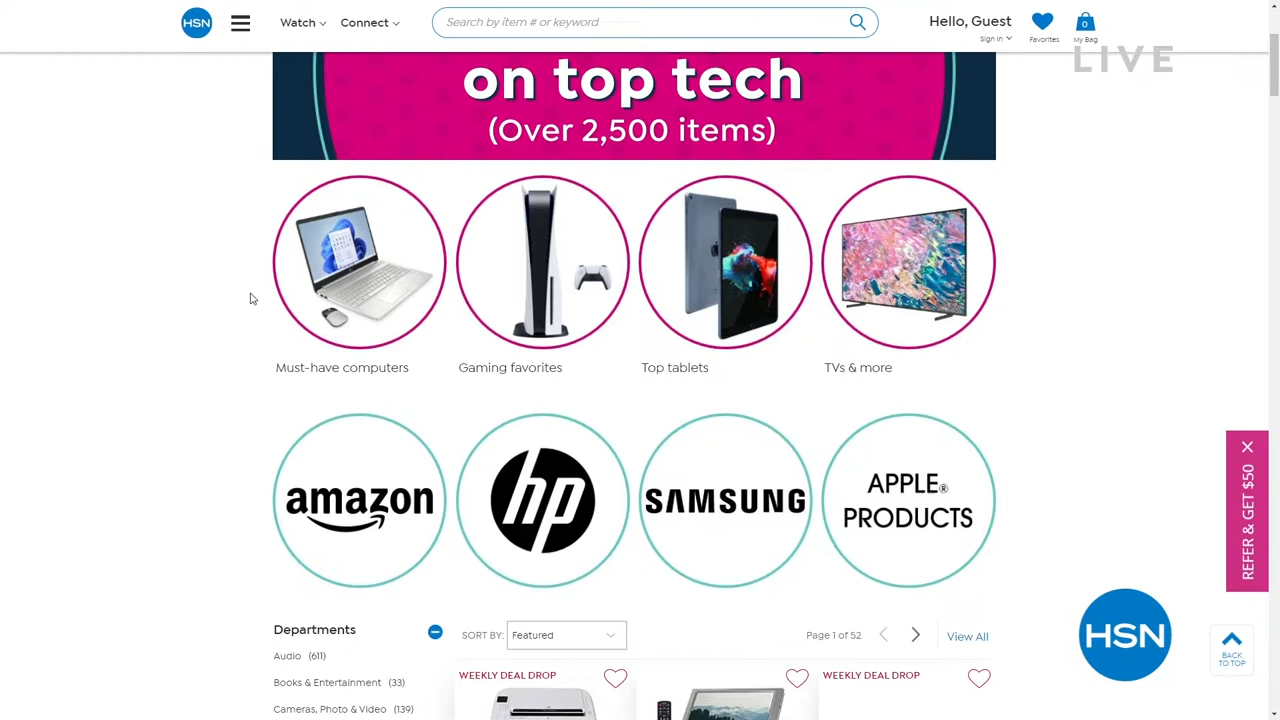 HSN
Watch
Connect
Search by item # or keyword
Hello, Guest
Sign In
Favorites
0
My Bag
LIVE
on top tech
(Over 2,500 items)
Must-have computers
Gaming favorites
Top tablets
TVs & more
amazon
hp
SAMSUNG
APPLE®
PRODUCTS
REFER & GET $50
Departments
SORT BY:
Featured
Page 1 of 52
View All
Audio (611)
Books & Entertainment (33)
Cameras, Photo & Video (139)
WEEKLY DEAL DROP
WEEKLY DEAL DROP
HSN
BACK
TO TOP